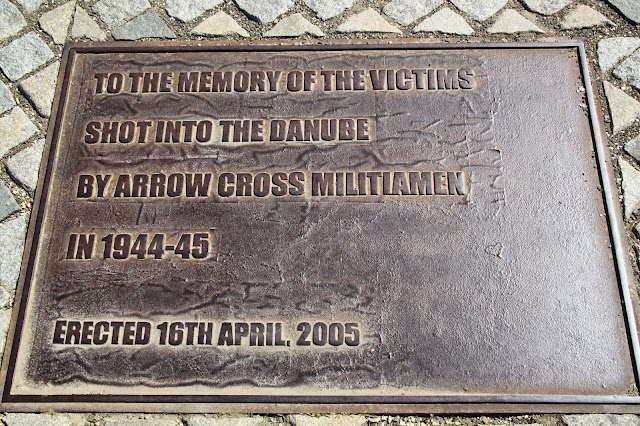 TO THE MEMORY OF THE VICTIMS
SHOT INTO THE DANUBE
BY ARROW CROSS MILITIAMEN
IN 1944-45
ERECTED 16TH APRIL, 2005